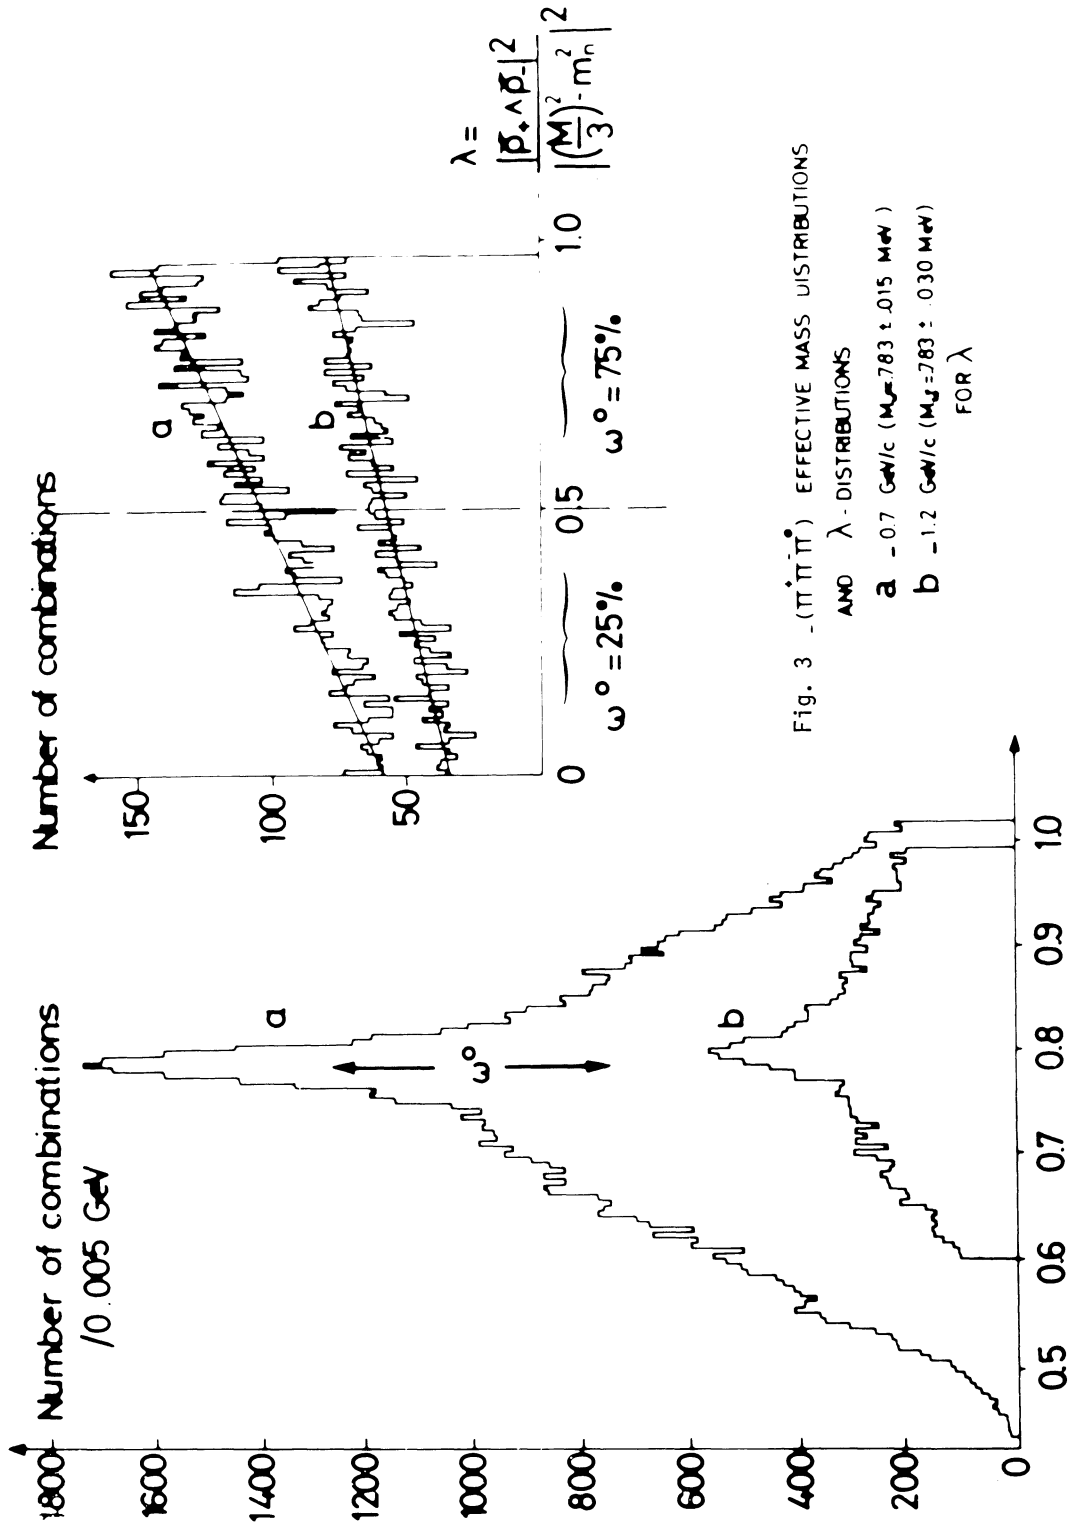 Number of combinations
/0.005 GeV
1800
1600
1400
1200
1000
800
600
400
200
0
0.5
0.6
0.7
0.8
0.9
1.0
a
b
ω°
Number of combinations
150
100
50
0
0.5
1.0
a
b
ω° = 25%
ω° = 75%
λ =
|p₊ ∧ p₋|²
|(M/3)² - m²π|²
Fig. 3 - (π⁺ π⁻ π°) EFFECTIVE MASS DISTRIBUTIONS
AND λ - DISTRIBUTIONS
a - 0.7 GeV/c (Mω = .783 ± .015 MeV)
b - 1.2 GeV/c (Mω = .783 ± .030 MeV)
FOR λ